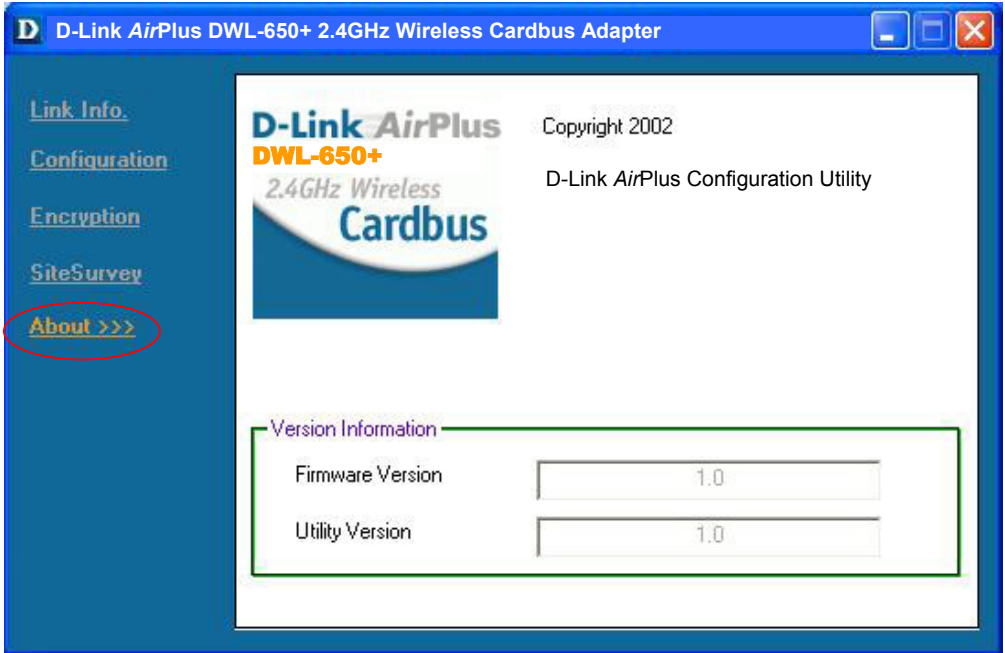 D-Link AirPlus DWL-650+ 2.4GHz Wireless Cardbus Adapter
Link Info.
Configuration
Encryption
SiteSurvey
About >>>
D-Link AirPlus
DWL-650+
2.4GHz Wireless
Cardbus
Copyright 2002
D-Link AirPlus Configuration Utility
Version Information
Firmware Version 1.0
Utility Version 1.0